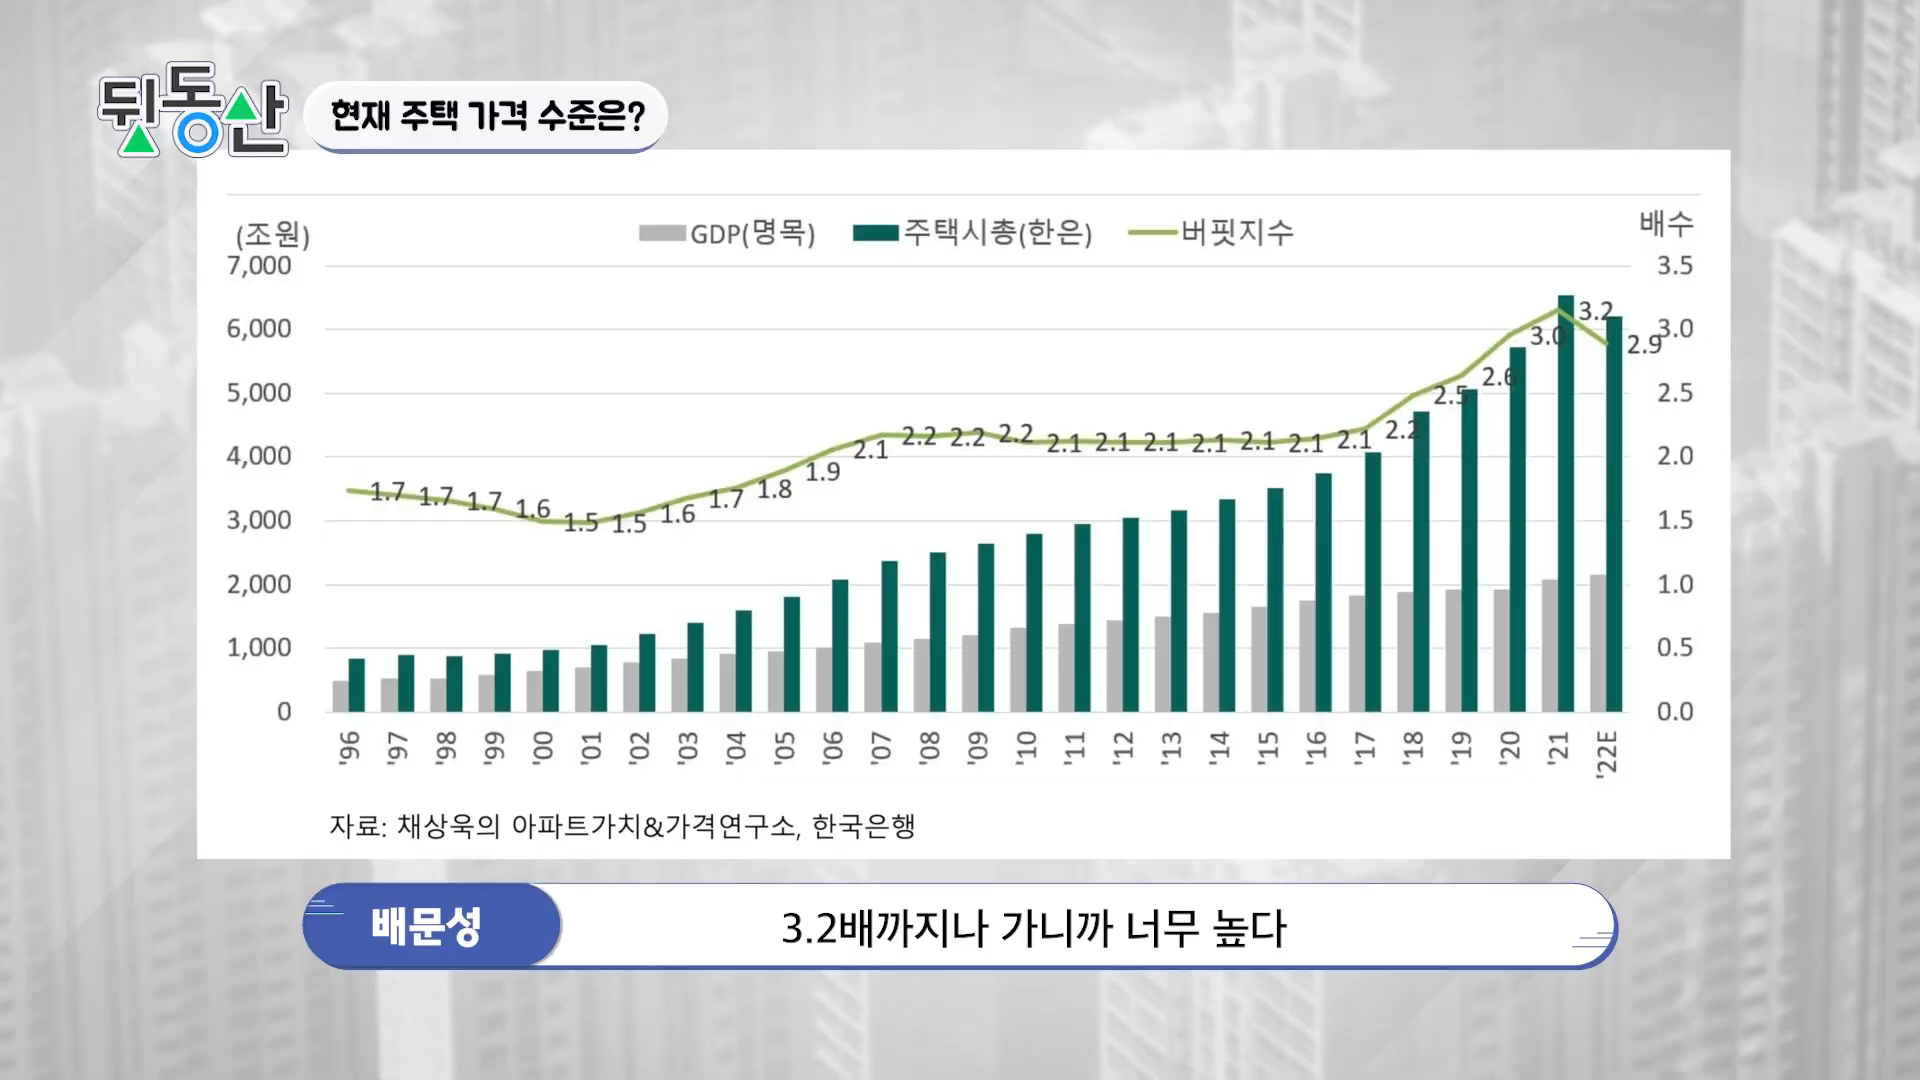 뒷동산
현재 주택 가격 수준은?
(조원)
GDP(명목) 주택시총(한은) 버핏지수
배수
7,000 3.5
6,000 3.0
5,000 2.5
4,000 2.0
3,000 1.5
2,000 1.0
1,000 0.5
0 0.0
1.7 1.7 1.7 1.6 1.5 1.5 1.6 1.7 1.8 1.9 2.1 2.2 2.2 2.2 2.1 2.1 2.1 2.1 2.1 2.1 2.1 2.2 2.5 2.6 3.0 3.2 2.9
'96 '97 '98 '99 '00 '01 '02 '03 '04 '05 '06 '07 '08 '09 '10 '11 '12 '13 '14 '15 '16 '17 '18 '19 '20 '21 '22E
자료: 채상욱의 아파트가치&가격연구소, 한국은행
배문성
3.2배까지나 가니까 너무 높다